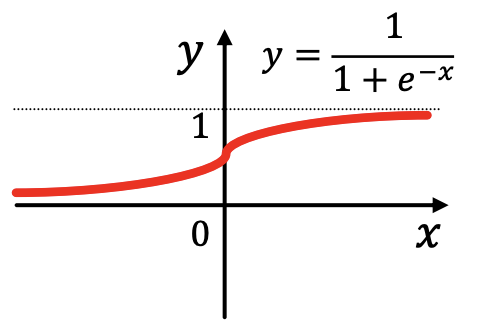 y
y = 1 / (1 + e^{-x})
1
0
x